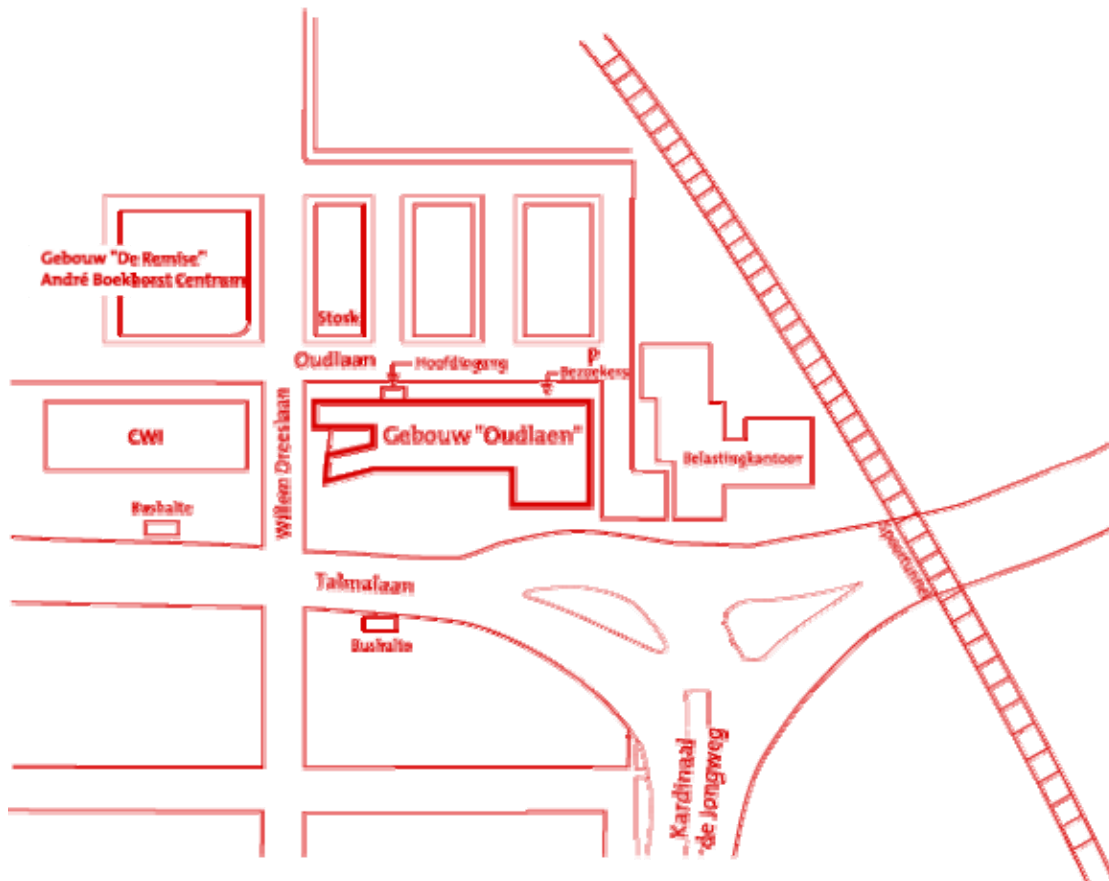 Gebouw "De Remise"
André Boekhorst Centrum
Stosk
Oudlaan
Hoofdingang
P
Bezoekers
CWI
Willem Dreeslaan
Gebouw "Oudlaen"
Belastingkantoor
Bushalte
Spoortunnel
Talmalaan
Bushalte
Kardinaal
de Jongweg